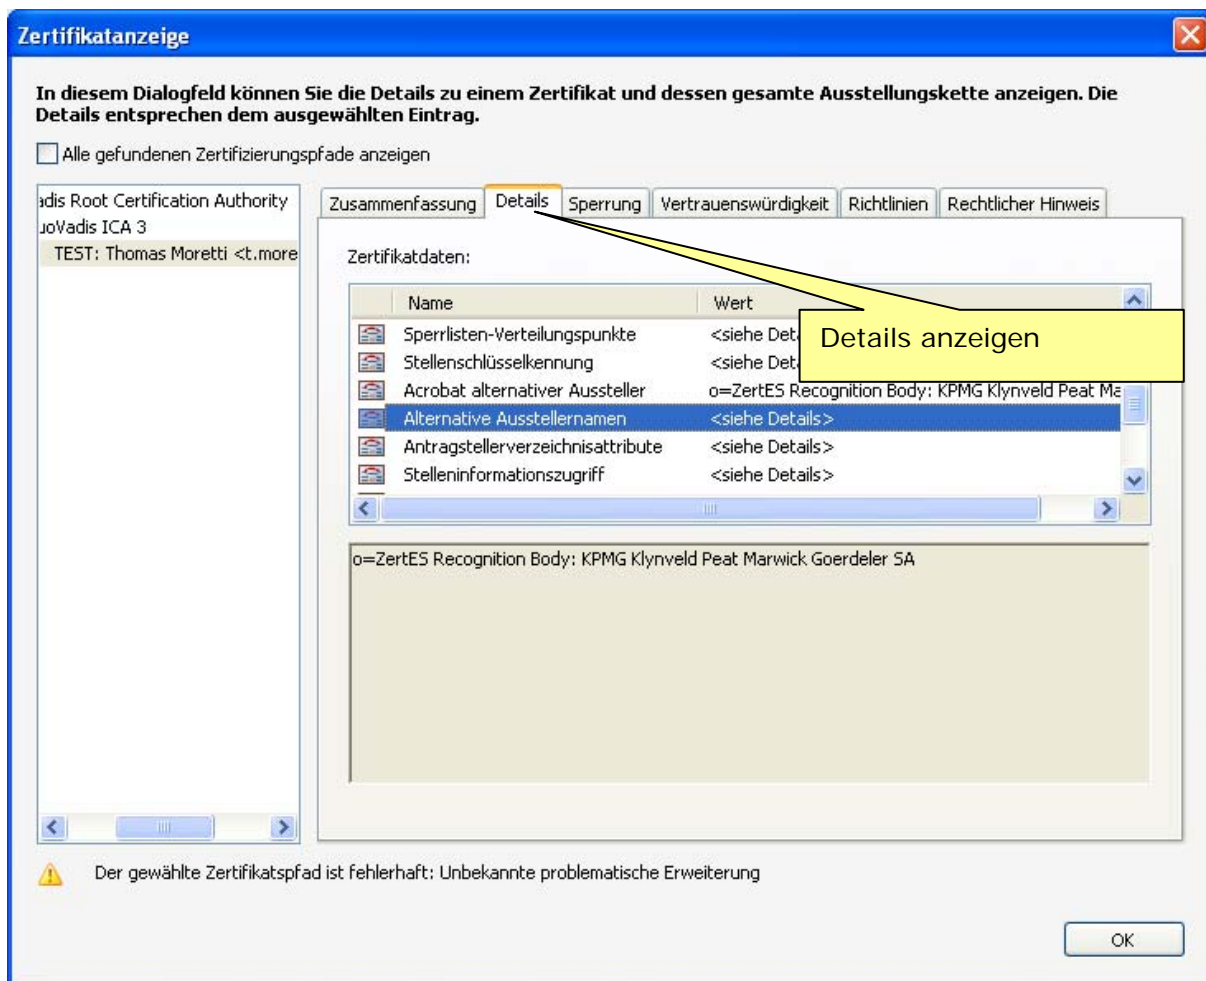 Zertifikatanzeige
In diesem Dialogfeld können Sie die Details zu einem Zertifikat und dessen gesamte Ausstellungskette anzeigen. Die
Details entsprechen dem ausgewählten Eintrag.
Alle gefundenen Zertifizierungspfade anzeigen
adis Root Certification Authority
uoVadis ICA 3
TEST: Thomas Moretti <t.more
Zusammenfassung Details Sperrung Vertrauenswürdigkeit Richtlinien Rechtlicher Hinweis
Zertifikatdaten:
Name Wert
Sperrlisten-Verteilungspunkte <siehe Deta
Stellenschlüsselkennung <siehe Deta
Acrobat alternativer Aussteller o=ZertES Recognition Body: KPMG Klynveld Peat Ma
Alternative Ausstellernamen <siehe Details>
Antragstellerverzeichnisattribute <siehe Details>
Stelleninformationszugriff <siehe Details>
Details anzeigen
o=ZertES Recognition Body: KPMG Klynveld Peat Marwick Goerdeler SA
Der gewählte Zertifikatspfad ist fehlerhaft: Unbekannte problematische Erweiterung
OK